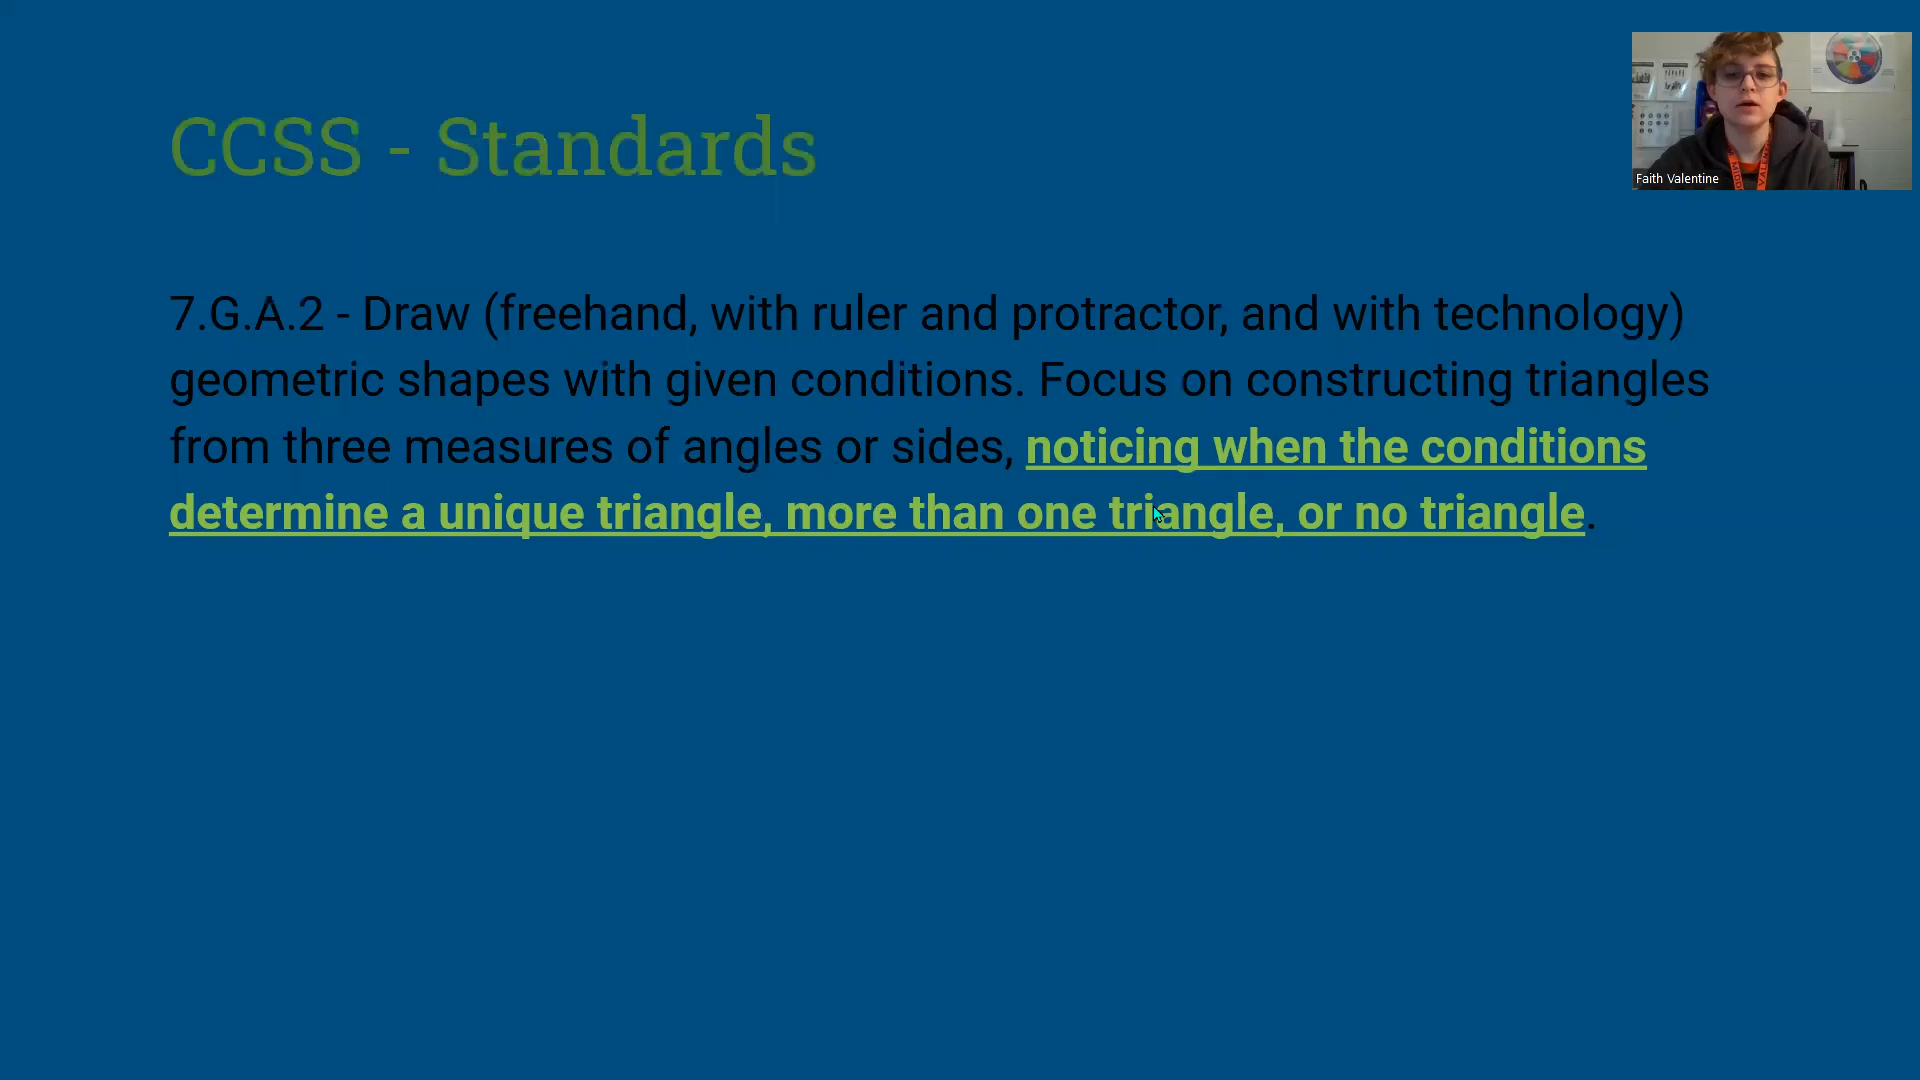 CCSS - Standards
7.G.A.2 - Draw (freehand, with ruler and protractor, and with technology)
geometric shapes with given conditions. Focus on constructing triangles
from three measures of angles or sides, noticing when the conditions
determine a unique triangle, more than one triangle, or no triangle.
Faith Valentine